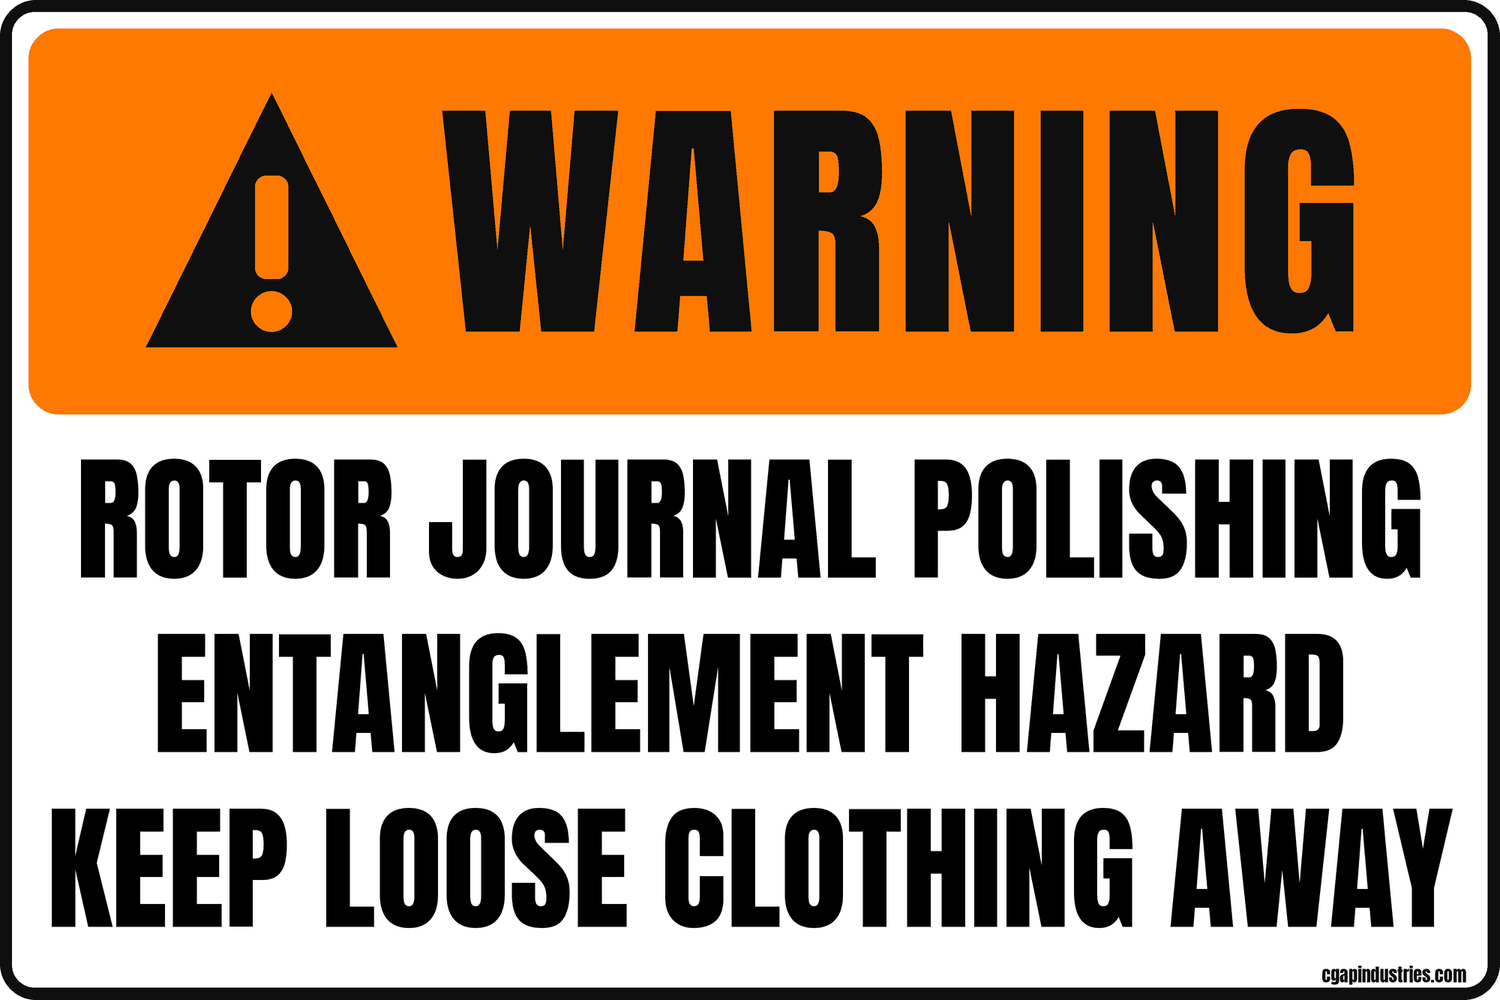 WARNING
ROTOR JOURNAL POLISHING
ENTANGLEMENT HAZARD
KEEP LOOSE CLOTHING AWAY
cgapindustries.com